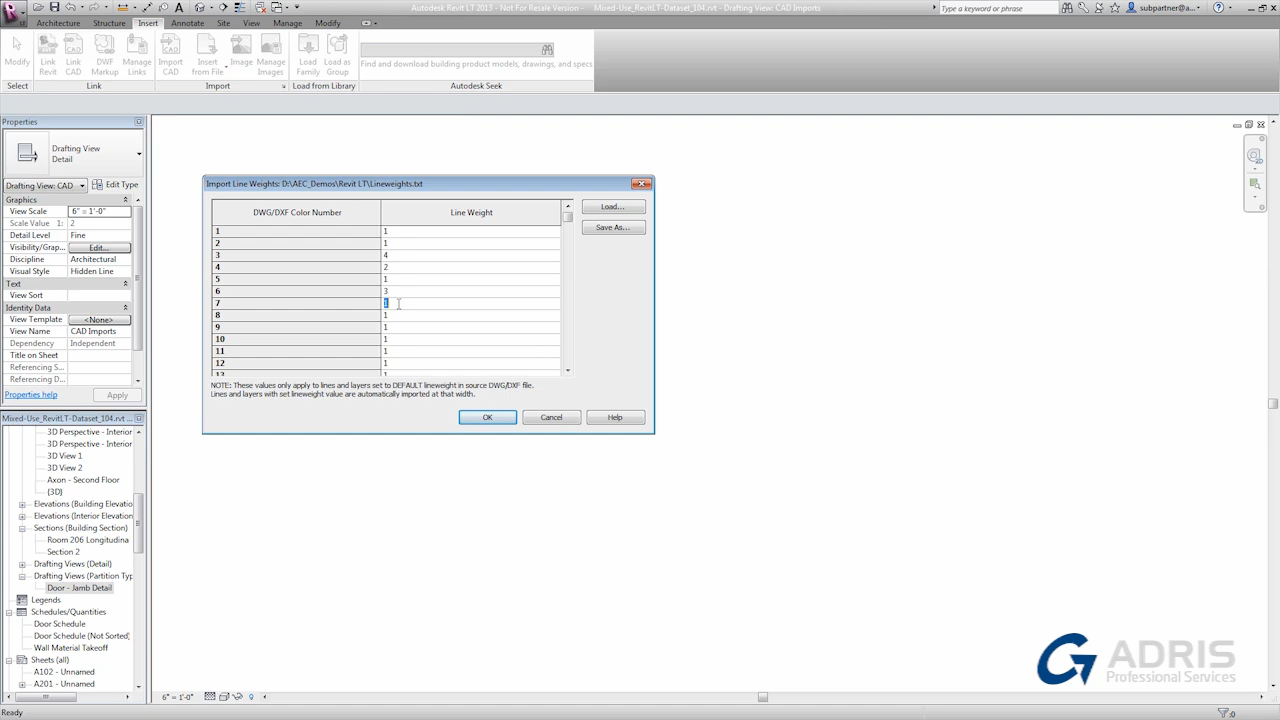 Autodesk Revit LT 2013 - Not For Resale Version - Mixed-Use_RevitLT-Dataset_104.rvt - Drafting View: CAD Imports
Type a keyword or phrase
subpartner@a...
Architecture Structure Insert Annotate Site View Manage Modify
Modify
Link Revit
Link CAD
DWF Markup
Manage Links
Import CAD
Insert from File
Image
Manage Images
Load Family
Load as Group
Find and download building product models, drawings, and specs
Select
Link
Import
Load from Library
Autodesk Seek
Properties
Drafting View
Detail
Drafting View: CAD
Edit Type
Graphics
View Scale 6" = 1'-0"
Scale Value 1: 2
Detail Level Fine
Visibility/Grap... Edit...
Discipline Architectural
Visual Style Hidden Line
Text
View Sort
Identity Data
View Template <None>
View Name CAD Imports
Dependency Independent
Title on Sheet
Referencing S...
Referencing D...
Properties help
Apply
Mixed-Use_RevitLT-Dataset_104.rvt ...
3D Perspective - Interior
3D Perspective - Interior
3D View 1
3D View 2
Axon - Second Floor
{3D}
Elevations (Building Elevatio
Elevations (Interior Elevation
Sections (Building Section)
Room 206 Longitudina
Section 2
Drafting Views (Detail)
Drafting Views (Partition Typ
Door - Jamb Detail
Legends
Schedules/Quantities
Door Schedule
Door Schedule (Not Sorted)
Wall Material Takeoff
Sheets (all)
A102 - Unnamed
A201 - Unnamed
Import Line Weights: D:\AEC_Demos\Revit LT\Lineweights.txt
DWG/DXF Color Number Line Weight
1 1
2 1
3 4
4 2
5 1
6 3
7 1
8 1
9 1
10 1
11 1
12 1
13 1
Load...
Save As...
NOTE: These values only apply to lines and layers set to DEFAULT lineweight in source DWG/DXF file.
Lines and layers with set lineweight value are automatically imported at that width.
OK
Cancel
Help
6" = 1'-0"
Ready
:0
ADRIS
Professional Services